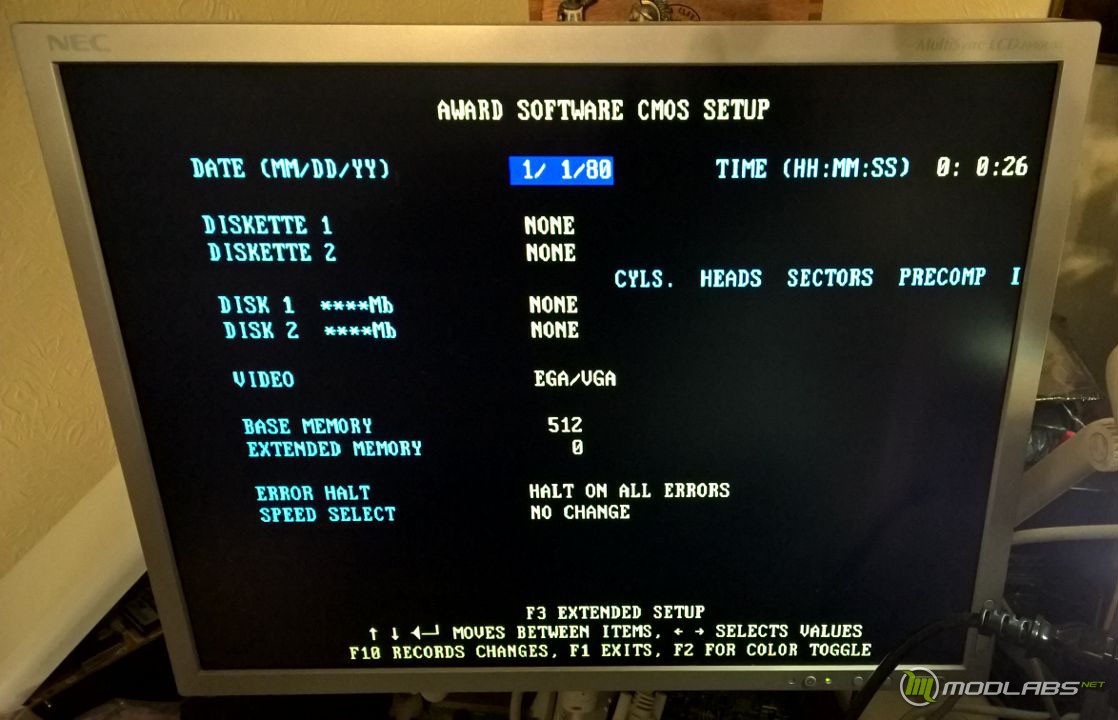 NEC
MultiSync LCD
AWARD SOFTWARE CMOS SETUP
DATE (MM/DD/YY) 1/ 1/80 TIME (HH:MM:SS) 0: 0:26
DISKETTE 1 NONE
DISKETTE 2 NONE
CYLS. HEADS SECTORS PRECOMP
DISK 1 ****Mb NONE
DISK 2 ****Mb NONE
VIDEO EGA/VGA
BASE MEMORY 512
EXTENDED MEMORY 0
ERROR HALT HALT ON ALL ERRORS
SPEED SELECT NO CHANGE
F3 EXTENDED SETUP
↑ ↓ ◄─┘ MOVES BETWEEN ITEMS, ← → SELECTS VALUES
F10 RECORDS CHANGES, F1 EXITS, F2 FOR COLOR TOGGLE
MODLABS.NET